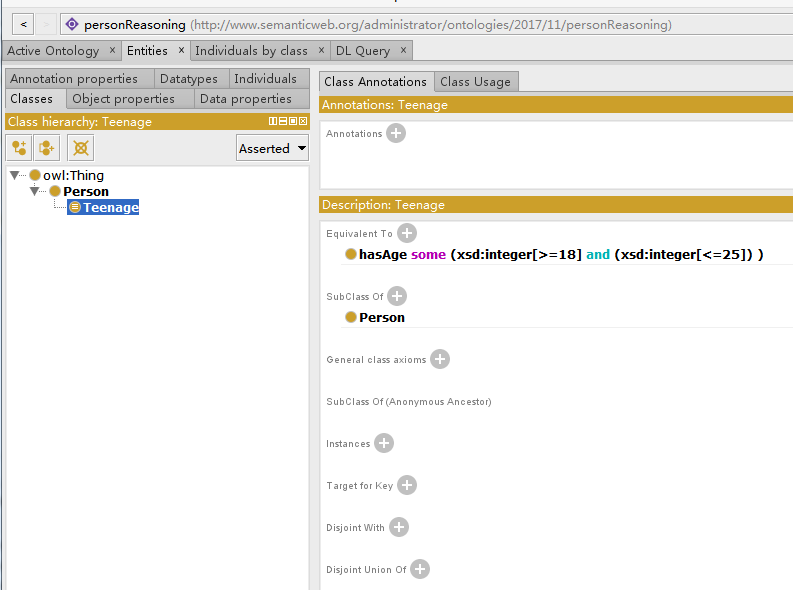 < > personReasoning (http://www.semanticweb.org/administrator/ontologies/2017/11/personReasoning)
Active Ontology × Entities × Individuals by class × DL Query ×
Annotation properties Datatypes Individuals
Classes Object properties Data properties
Class hierarchy: Teenage
Asserted
owl:Thing
Person
Teenage
Class Annotations Class Usage
Annotations: Teenage
Annotations
Description: Teenage
Equivalent To
hasAge some (xsd:integer[>=18] and (xsd:integer[<=25]) )
SubClass Of
Person
General class axioms
SubClass Of (Anonymous Ancestor)
Instances
Target for Key
Disjoint With
Disjoint Union Of